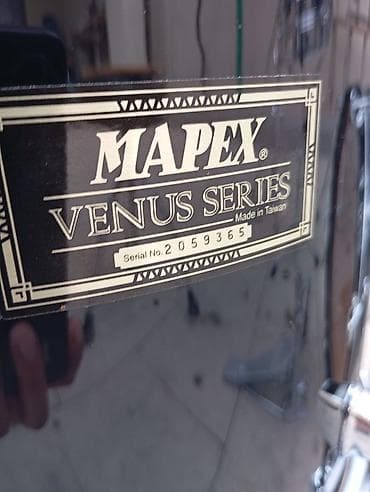 MAPEX®
VENUS SERIES
Made in Taiwan
Serial No. 2059365